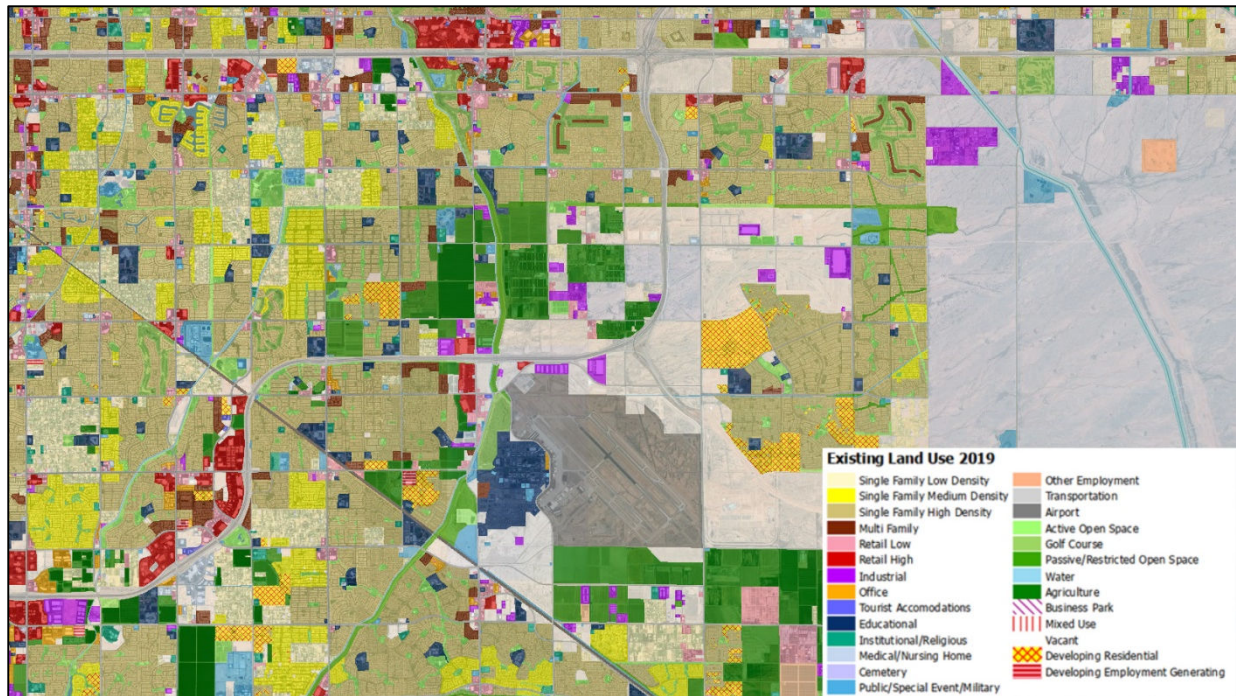 Existing Land Use 2019
Single Family Low Density
Single Family Medium Density
Single Family High Density
Multi Family
Retail Low
Retail High
Industrial
Office
Tourist Accomodations
Educational
Institutional/Religious
Medical/Nursing Home
Cemetery
Public/Special Event/Military
Other Employment
Transportation
Airport
Active Open Space
Golf Course
Passive/Restricted Open Space
Water
Agriculture
Business Park
Mixed Use
Vacant
Developing Residential
Developing Employment Generating